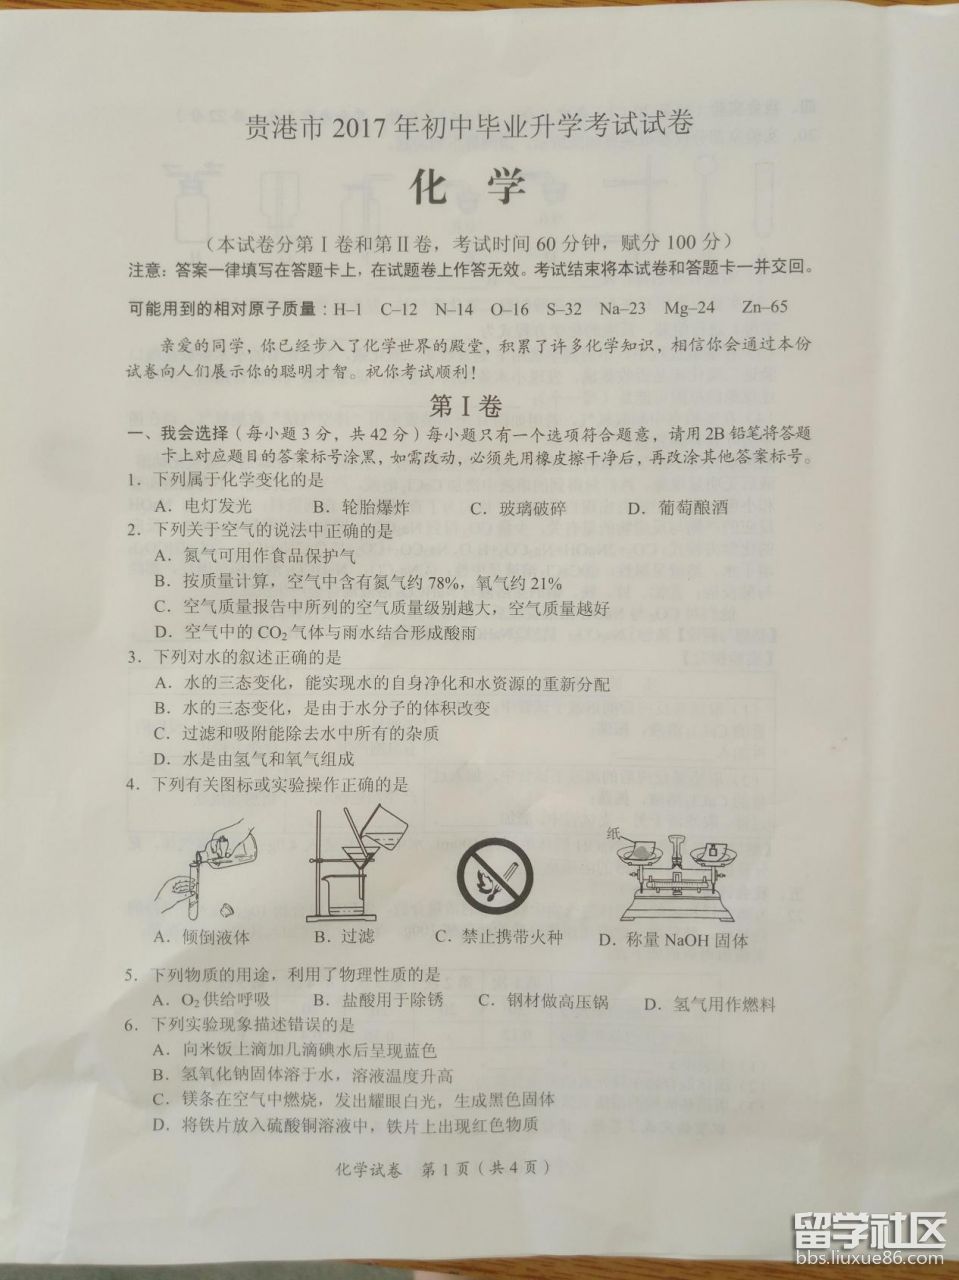 贵港市 2017 年初中毕业升学考试试卷
化 学
（本试卷分第Ⅰ卷和第Ⅱ卷，考试时间 60 分钟，赋分 100 分）
注意：答案一律填写在答题卡上，在试题卷上作答无效。考试结束将本试卷和答题卡一并交回。
可能用到的相对原子质量：H–1 C–12 N–14 O–16 S–32 Na–23 Mg–24 Zn–65
亲爱的同学，你已经步入了化学世界的殿堂，积累了许多化学知识，相信你会通过本份
试卷向人们展示你的聪明才智。祝你考试顺利！
第Ⅰ卷
一、我会选择（每小题 3 分，共 42 分）每小题只有一个选项符合题意，请用 2B 铅笔将答题
卡上对应题目的答案标号涂黑，如需改动，必须先用橡皮擦干净后，再改涂其他答案标号。
1．下列属于化学变化的是
A．电灯发光 B．轮胎爆炸 C．玻璃破碎 D．葡萄酿酒
2．下列关于空气的说法中正确的是
A．氮气可用作食品保护气
B．按质量计算，空气中含有氮气约 78%，氧气约 21%
C．空气质量报告中所列的空气质量级别越大，空气质量越好
D．空气中的 CO₂ 气体与雨水结合形成酸雨
3．下列对水的叙述正确的是
A．水的三态变化，能实现水的自身净化和水资源的重新分配
B．水的三态变化，是由于水分子的体积改变
C．过滤和吸附能除去水中所有的杂质
D．水是由氢气和氧气组成
4．下列有关图标或实验操作正确的是
纸
A．倾倒液体 B．过滤 C．禁止携带火种 D．称量 NaOH 固体
5．下列物质的用途，利用了物理性质的是
A．O₂ 供给呼吸 B．盐酸用于除锈 C．钢材做高压锅 D．氢气用作燃料
6．下列实验现象描述错误的是
A．向米饭上滴加几滴碘水后呈现蓝色
B．氢氧化钠固体溶于水，溶液温度升高
C．镁条在空气中燃烧，发出耀眼白光，生成黑色固体
D．将铁片放入硫酸铜溶液中，铁片上出现红色物质
化学试卷 第 1 页（共 4 页）
留学社区
bbs.liuxue86.com